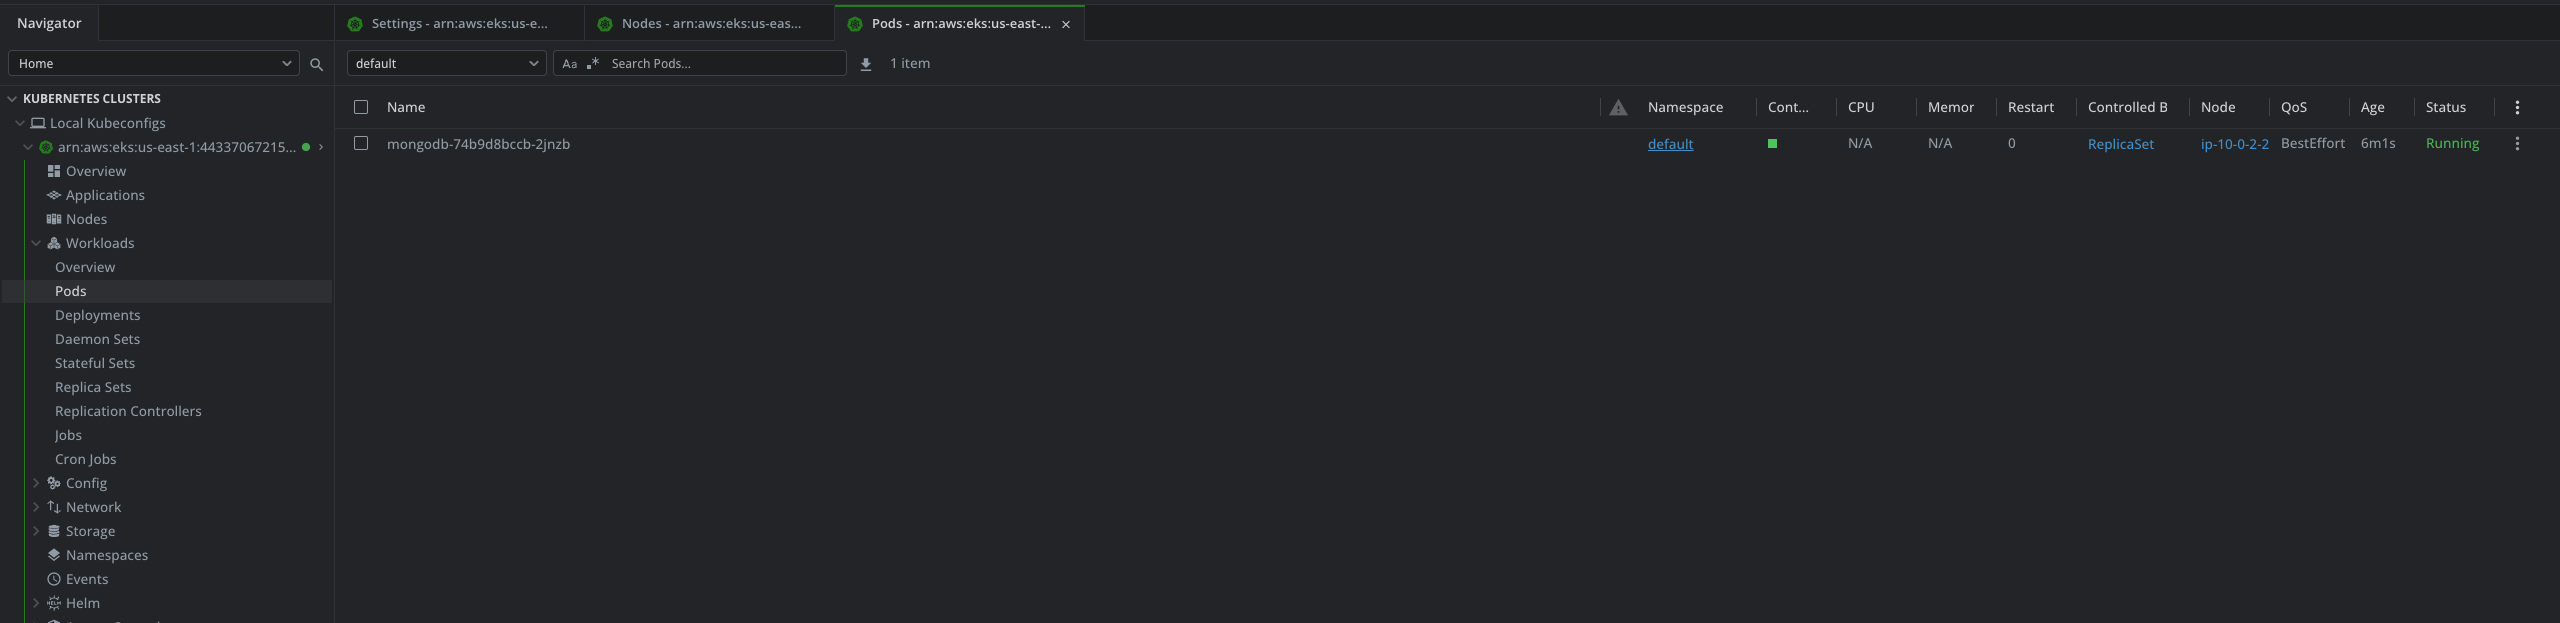 Navigator
Settings - arn:aws:eks:us-e...
Nodes - arn:aws:eks:us-eas...
Pods - arn:aws:eks:us-east-...
Home
default
Aa .* Search Pods...
1 item
KUBERNETES CLUSTERS
Local Kubeconfigs
arn:aws:eks:us-east-1:44337067215...
Overview
Applications
Nodes
Workloads
Overview
Pods
Deployments
Daemon Sets
Stateful Sets
Replica Sets
Replication Controllers
Jobs
Cron Jobs
Config
Network
Storage
Namespaces
Events
Helm
Name Namespace Cont... CPU Memor Restart Controlled B Node QoS Age Status
mongodb-74b9d8bccb-2jnzb default N/A N/A 0 ReplicaSet ip-10-0-2-2 BestEffort 6m1s Running